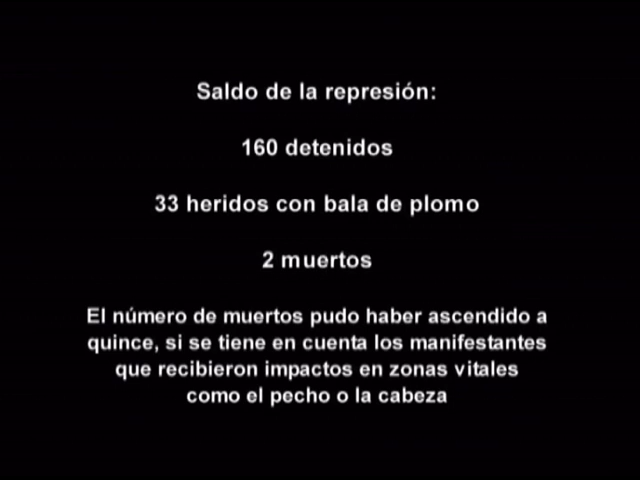 Saldo de la represión:
160 detenidos
33 heridos con bala de plomo
2 muertos
El número de muertos pudo haber ascendido a
quince, si se tiene en cuenta los manifestantes
que recibieron impactos en zonas vitales
como el pecho o la cabeza